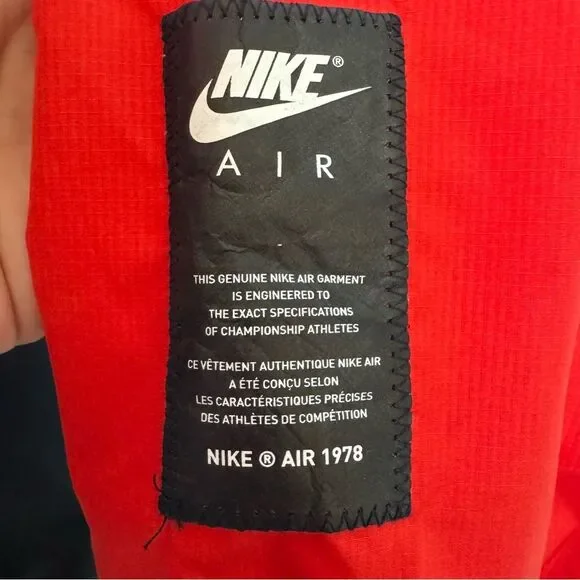 NIKE®
AIR
THIS GENUINE NIKE AIR GARMENT
IS ENGINEERED TO
THE EXACT SPECIFICATIONS
OF CHAMPIONSHIP ATHLETES
CE VÊTEMENT AUTHENTIQUE NIKE AIR
A ÉTÉ CONÇU SELON
LES CARACTÉRISTIQUES PRÉCISES
DES ATHLÈTES DE COMPÉTITION
NIKE ® AIR 1978